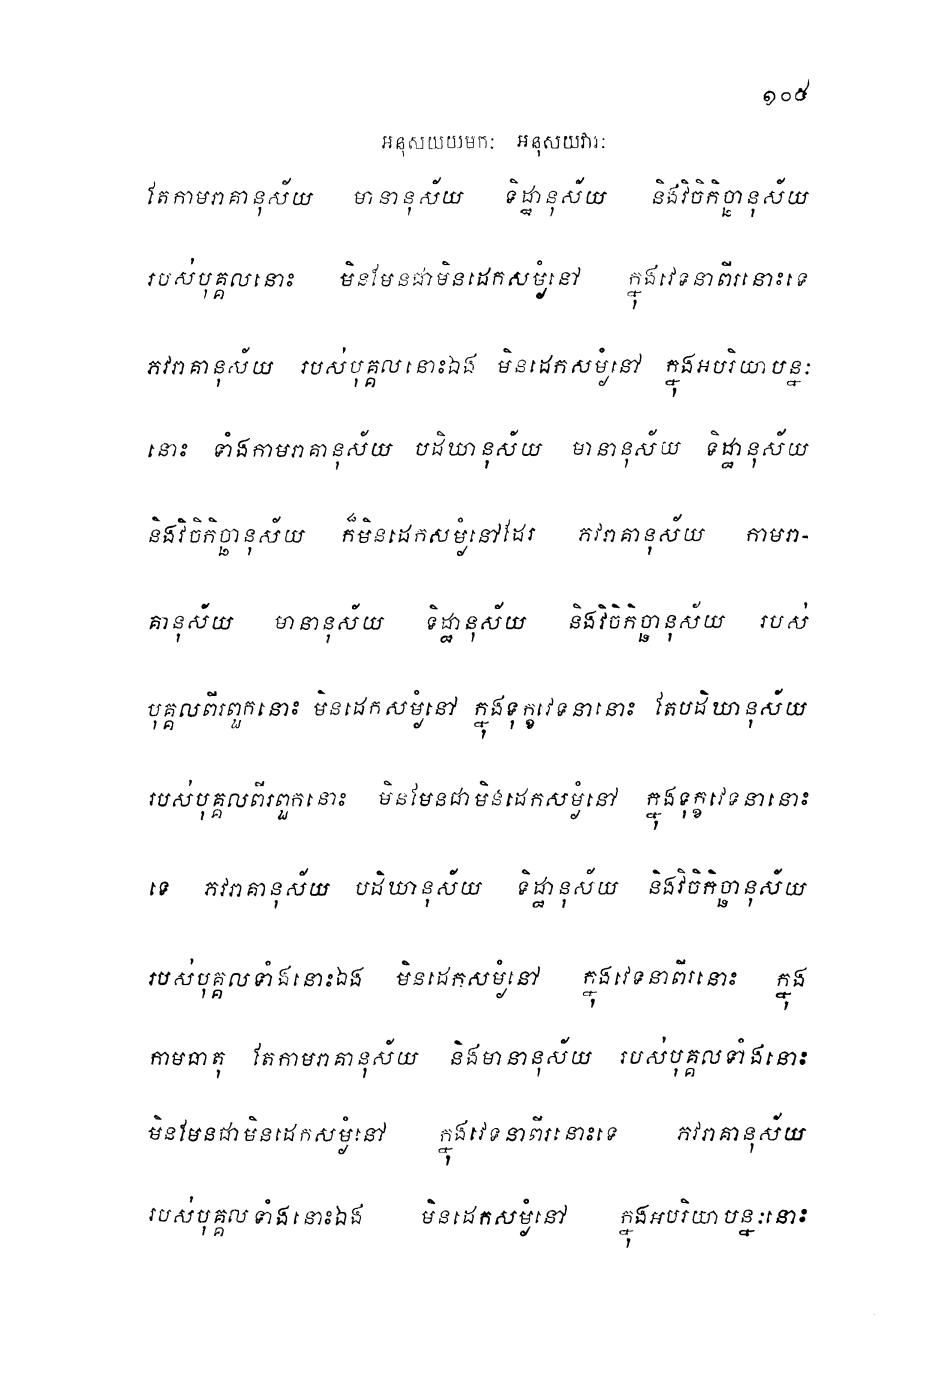 ១០៥
អនុសយយមកៈ អនុសយវារៈ
តែកាមរាគានុស័យ មានានុស័យ ទិដ្ឋានុស័យ និងវិចិកិច្ឆានុស័យ
របស់បុគ្គលនោះ មិនមែនជាមិនដេកសម្ងំនៅ ក្នុងវេទនាពីរនោះទេ
ភវរាគានុស័យ របស់បុគ្គលនោះឯង មិនដេកសម្ងំនៅ ក្នុងអបរិយាបន្នៈ
នោះ ទាំងកាមរាគានុស័យ បដិឃានុស័យ មានានុស័យ ទិដ្ឋានុស័យ
និងវិចិកិច្ឆានុស័យ ក៏មិនដេកសម្ងំនៅដែរ ភវរាគានុស័យ កាមរា-
គានុស័យ មានានុស័យ ទិដ្ឋានុស័យ និងវិចិកិច្ឆានុស័យ របស់
បុគ្គលពីរពួកនោះ មិនដេកសម្ងំនៅ ក្នុងទុក្ខវេទនានោះ តែបដិឃានុស័យ
របស់បុគ្គលពីរពួកនោះ មិនមែនជាមិនដេកសម្ងំនៅ ក្នុងទុក្ខវេទនានោះ
ទេ ភវរាគានុស័យ បដិឃានុស័យ ទិដ្ឋានុស័យ និងវិចិកិច្ឆានុស័យ
របស់បុគ្គលទាំងនោះឯង មិនដេកសម្ងំនៅ ក្នុងវេទនាពីរនោះ ក្នុង
កាមធាតុ តែកាមរាគានុស័យ និងមានានុស័យ របស់បុគ្គលទាំងនោះ
មិនមែនជាមិនដេកសម្ងំនៅ ក្នុងវេទនាពីរនោះទេ ភវរាគានុស័យ
របស់បុគ្គលទាំងនោះឯង មិនដេកសម្ងំនៅ ក្នុងអបរិយាបន្នៈនោះ